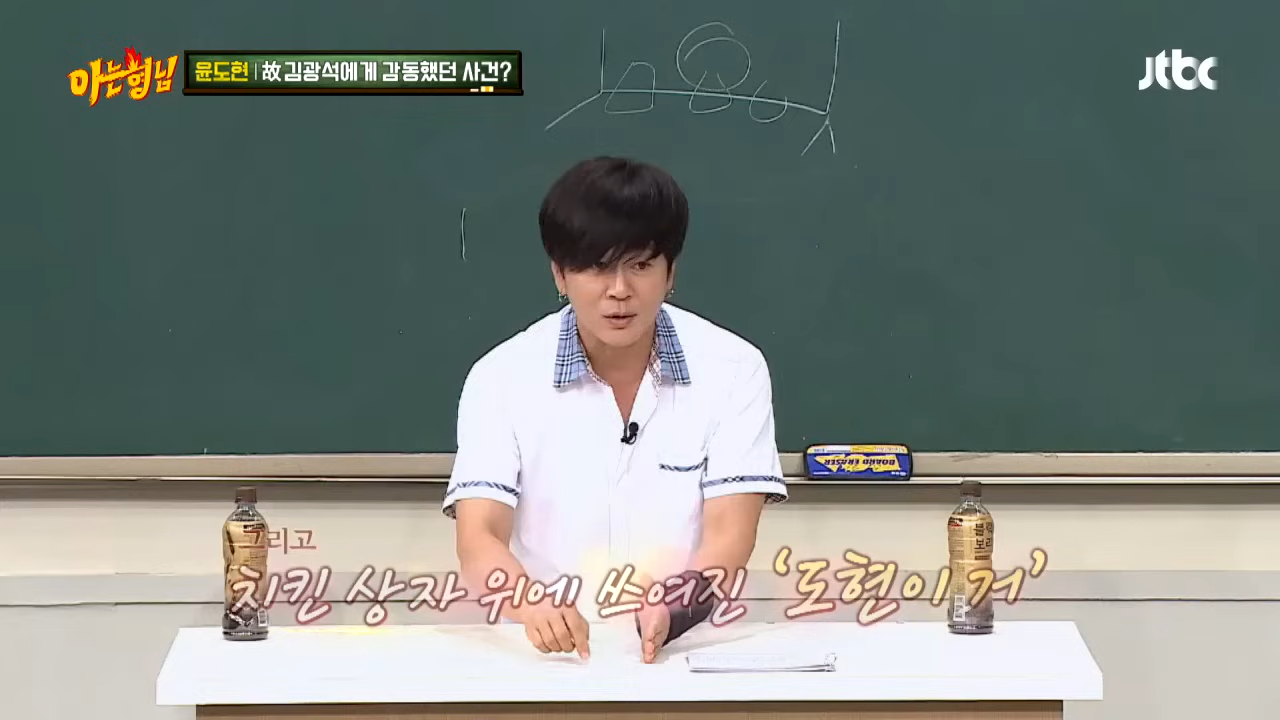 아는형님
윤도현 | 故김광석에게 감동했던 사건?
jtbc
BOARD ERASER
그리고
치킨 상자 위에 쓰여진 '도현이 거'